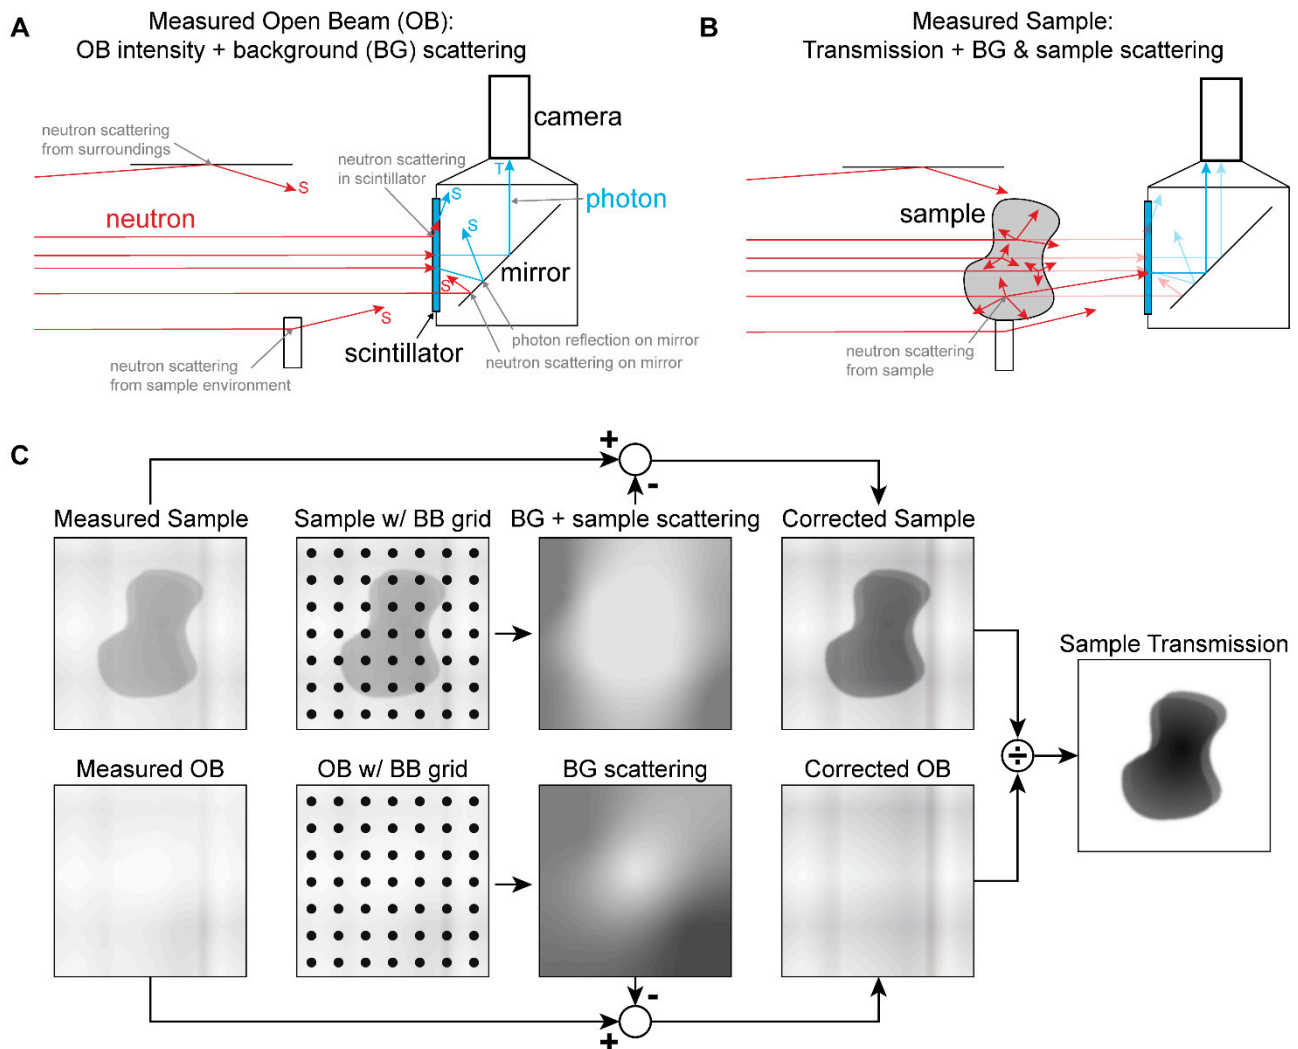 A
Measured Open Beam (OB):
OB intensity + background (BG) scattering
neutron scattering
from surroundings
S
neutron
neutron scattering
in scintillator
camera
T
S
photon
S
mirror
S
S
scintillator
photon reflection on mirror
neutron scattering on mirror
neutron scattering
from sample environment
B
Measured Sample:
Transmission + BG & sample scattering
sample
neutron scattering
from sample
C
+
-
Measured Sample
Sample w/ BB grid
BG + sample scattering
Corrected Sample
Sample Transmission
÷
Measured OB
OB w/ BB grid
BG scattering
Corrected OB
-
+